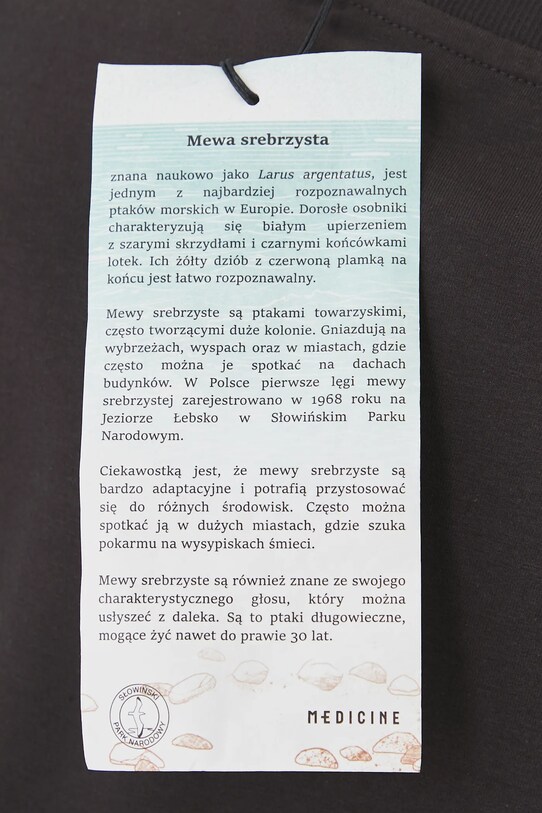 Mewa srebrzysta
znana naukowo jako Larus argentatus, jest
jednym z najbardziej rozpoznawalnych
ptaków morskich w Europie. Dorosłe osobniki
charakteryzują się białym upierzeniem
z szarymi skrzydłami i czarnymi końcówkami
lotek. Ich żółty dziób z czerwoną plamką na
końcu jest łatwo rozpoznawalny.
Mewy srebrzyste są ptakami towarzyskimi,
często tworzącymi duże kolonie. Gniazdują na
wybrzeżach, wyspach oraz w miastach, gdzie
często można je spotkać na dachach
budynków. W Polsce pierwsze lęgi mewy
srebrzystej zarejestrowano w 1968 roku na
Jeziorze Łebsko w Słowińskim Parku
Narodowym.
Ciekawostką jest, że mewy srebrzyste są
bardzo adaptacyjne i potrafią przystosować
się do różnych środowisk. Często można
spotkać ją w dużych miastach, gdzie szuka
pokarmu na wysypiskach śmieci.
Mewy srebrzyste są również znane ze swojego
charakterystycznego głosu, który można
usłyszeć z daleka. Są to ptaki długowieczne,
mogące żyć nawet do prawie 30 lat.
SŁOWIŃSKI
PARK NARODOWY
MEDICINE